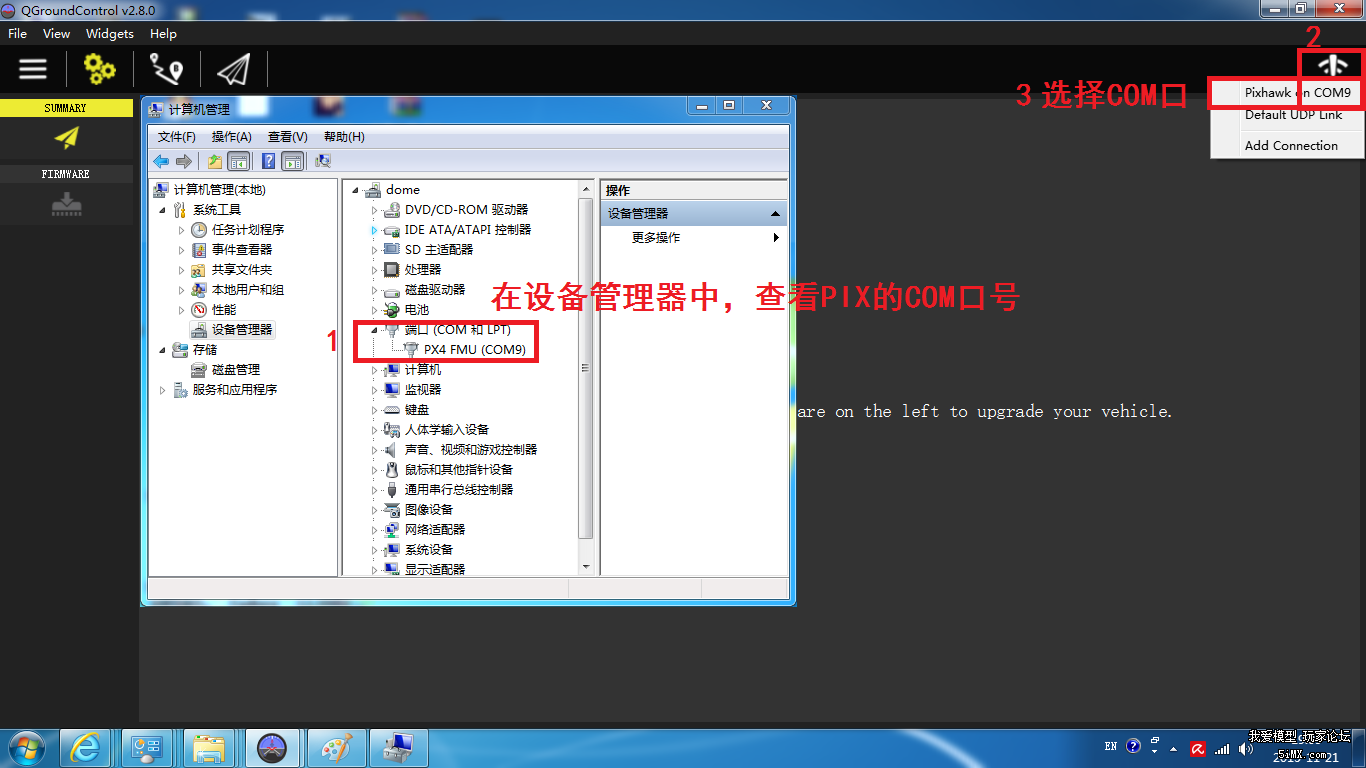 QGroundControl v2.8.0
File View Widgets Help
2
3 选择COM口
Pixhawk on COM9
Default UDP Link
Add Connection
SUMMARY
FIRMWARE
计算机管理
文件(F) 操作(A) 查看(V) 帮助(H)
计算机管理(本地)
系统工具
任务计划程序
事件查看器
共享文件夹
本地用户和组
性能
设备管理器
存储
磁盘管理
服务和应用程序
dome
DVD/CD-ROM 驱动器
IDE ATA/ATAPI 控制器
SD 主适配器
处理器
磁盘驱动器
电池
端口 (COM 和 LPT)
PX4 FMU (COM9)
计算机
监视器
键盘
人体学输入设备
声音、视频和游戏控制器
鼠标和其他指针设备
通用串行总线控制器
图像设备
网络适配器
系统设备
显示适配器
操作
设备管理器
更多操作
在设备管理器中，查看PIX的COM口号
1
are on the left to upgrade your vehicle.
EN
我爱模型 玩家论坛
5iMX.com